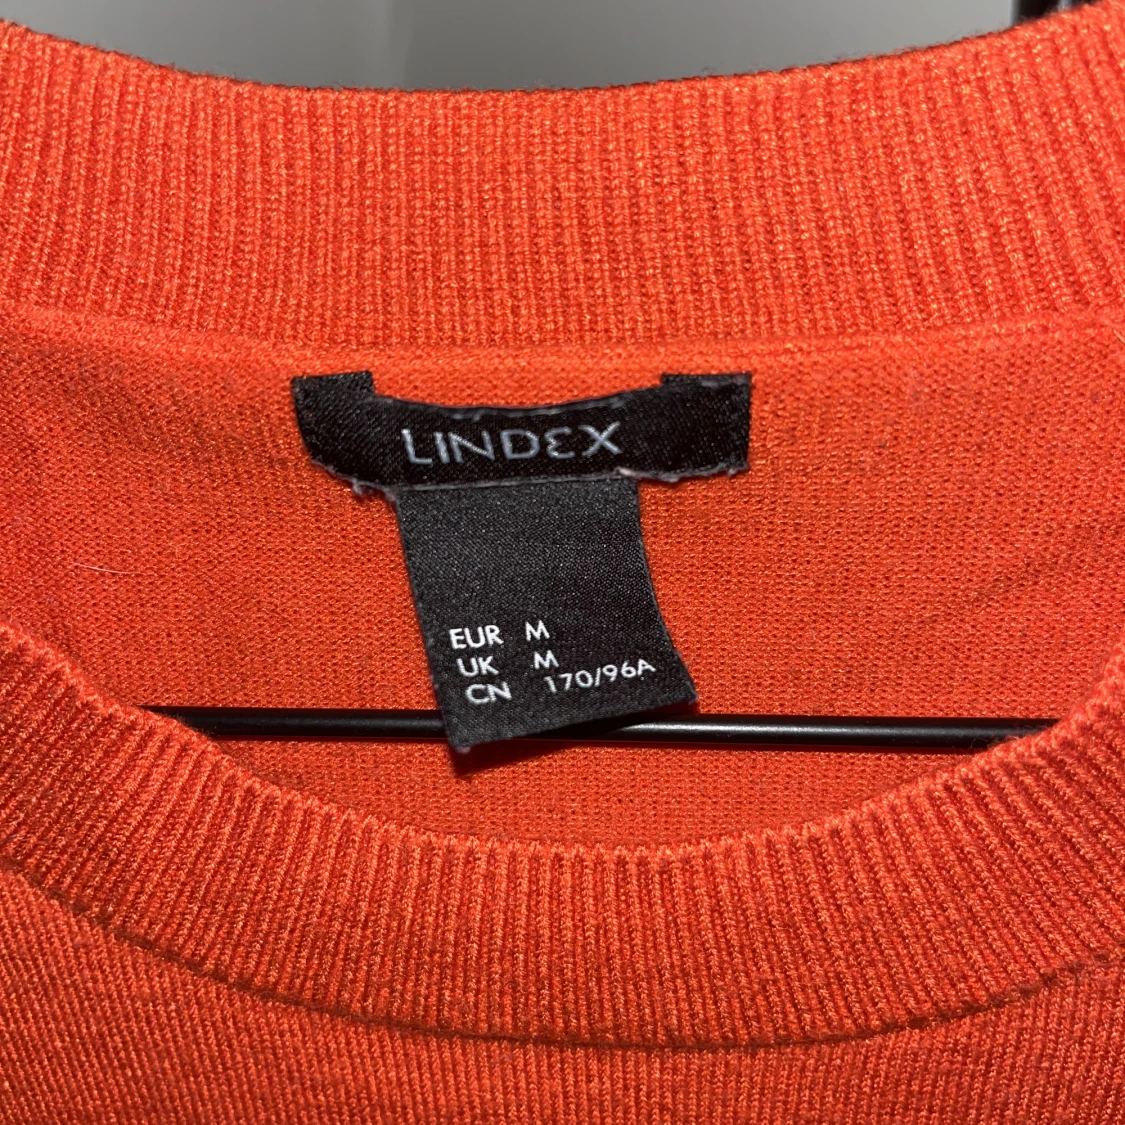 LINDEX
EUR M
UK M
CN 170/96A